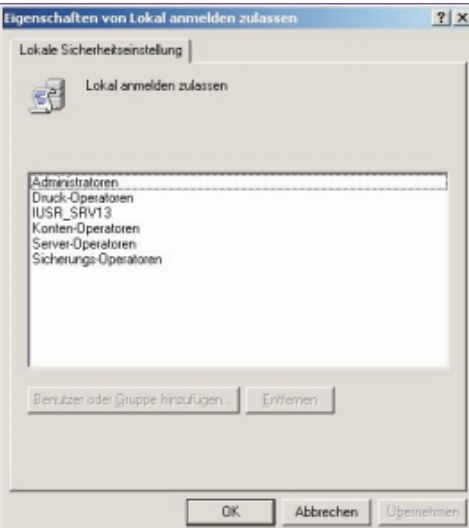 Eigenschaften von Lokal anmelden zulassen
Lokale Sicherheitseinstellung
Lokal anmelden zulassen
Administratoren
Druck-Operatoren
IUSR_SRV13
Konten-Operatoren
Server-Operatoren
Sicherungs-Operatoren
Benutzer oder Gruppe hinzufügen... Entfernen
OK Abbrechen Übernehmen